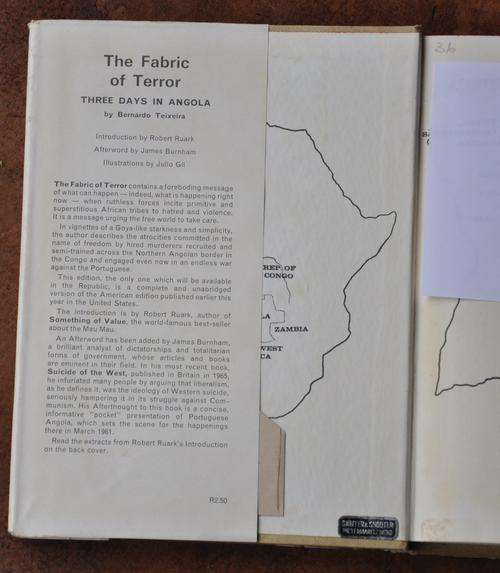 The Fabric
of Terror
THREE DAYS IN ANGOLA
by Bernardo Teixeira
Introduction by Robert Ruark
Afterword by James Burnham
Illustrations by Julio Gil
The Fabric of Terror contains a foreboding message
of what can happen — indeed, what is happening right
now — when ruthless forces incite primitive and
superstitious African tribes to hatred and violence.
It is a message urging the free world to take care.
In vignettes of a Goya-like starkness and simplicity,
the author describes the atrocities committed in the
name of freedom by hired murderers recruited and
semi-trained across the Northern Angolan border in
the Congo and engaged even now in an endless war
against the Portuguese.
This edition, the only one which will be available
in the Republic, is a complete and unabridged
version of the American edition published earlier this
year in the United States.
The Introduction is by Robert Ruark, author of
Something of Value, the world-famous best-seller
about the Mau Mau.
An Afterword has been added by James Burnham,
a brilliant analyst of dictatorships and totalitarian
forms of government, whose articles and books
are eminent in their field. In his most recent book,
Suicide of the West, published in Britain in 1965,
he infuriated many people by arguing that liberalism,
as he defines it, was the ideology of Western suicide,
seriously hampering it in its struggle against Com-
munism. His Afterthought to this book is a concise,
informative "pocket" presentation of Portuguese
Angola, which sets the scene for the happenings
there in March 1961.
Read the extracts from Robert Ruark's Introduction
on the back cover.
R2.50
REP. OF
CONGO
LA
ZAMBIA
WEST
CA
SHUTER & SHOOTER
PIETERMARITZBURG